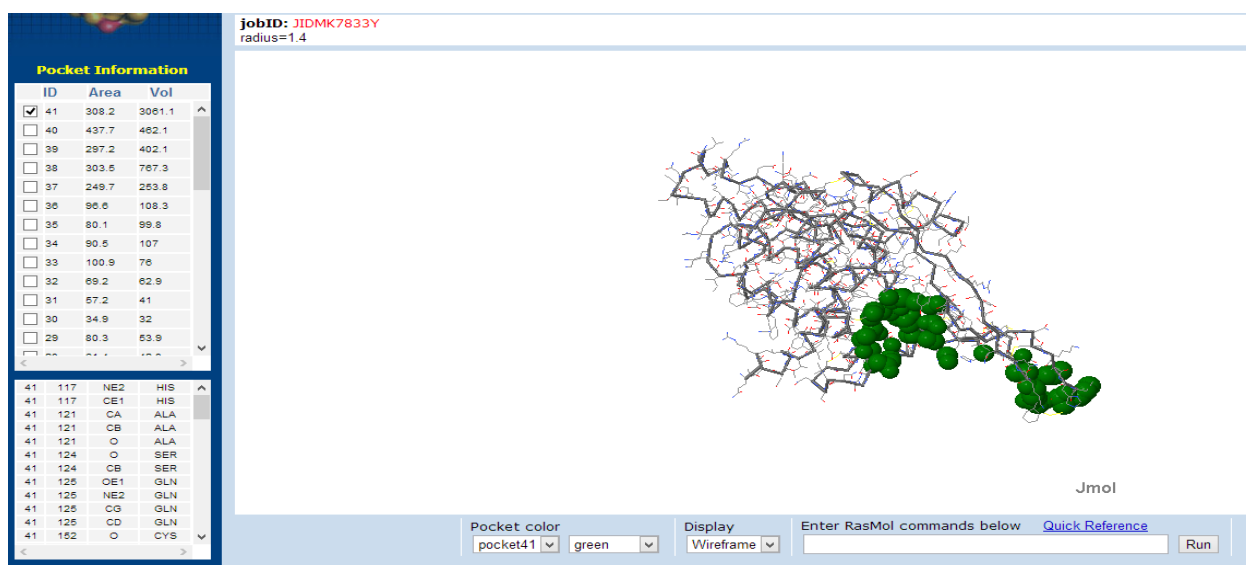 jobID: JIDMK7833Y
radius=1.4
Pocket Information
ID Area Vol
41 308.2 3061.1
40 437.7 462.1
39 297.2 402.1
38 303.5 767.3
37 249.7 253.8
36 96.6 108.3
35 80.1 99.8
34 90.5 107
33 100.9 76
32 69.2 62.9
31 57.2 41
30 34.9 32
29 80.3 53.9
41 117 NE2 HIS
41 117 CE1 HIS
41 121 CA ALA
41 121 CB ALA
41 121 O ALA
41 124 O SER
41 124 CB SER
41 125 OE1 GLN
41 125 NE2 GLN
41 125 CG GLN
41 125 CD GLN
41 152 O CYS
Jmol
Pocket color Display Enter RasMol commands below Quick Reference
pocket41 green Wireframe Run